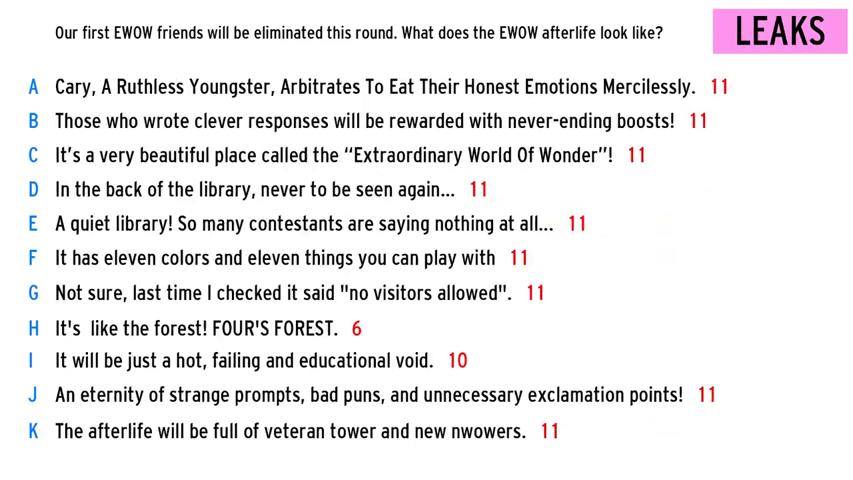 Our first EWOW friends will be eliminated this round. What does the EWOW afterlife look like?
LEAKS
A Cary, A Ruthless Youngster, Arbitrates To Eat Their Honest Emotions Mercilessly. 11
B Those who wrote clever responses will be rewarded with never-ending boosts! 11
C It’s a very beautiful place called the “Extraordinary World Of Wonder”! 11
D In the back of the library, never to be seen again... 11
E A quiet library! So many contestants are saying nothing at all... 11
F It has eleven colors and eleven things you can play with 11
G Not sure, last time I checked it said "no visitors allowed". 11
H It's like the forest! FOUR'S FOREST. 6
I It will be just a hot, failing and educational void. 10
J An eternity of strange prompts, bad puns, and unnecessary exclamation points! 11
K The afterlife will be full of veteran tower and new nwowers. 11